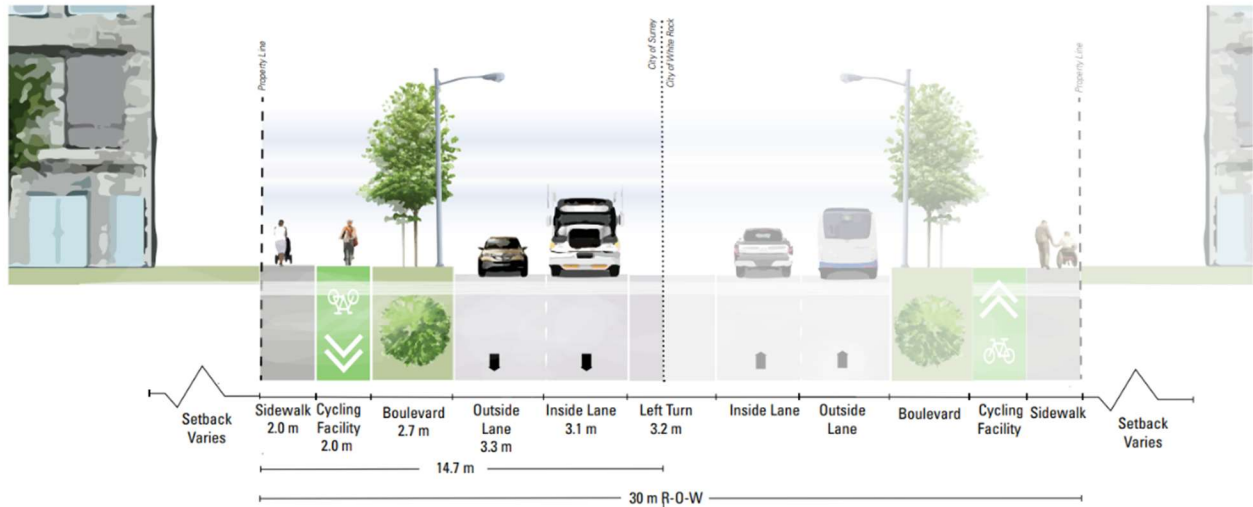 Property Line
City of Surrey
City of White Rock
Property Line
Setback
Varies
Sidewalk
2.0 m
Cycling
Facility
2.0 m
Boulevard
2.7 m
Outside
Lane
3.3 m
Inside Lane
3.1 m
Left Turn
3.2 m
Inside Lane
Outside
Lane
Boulevard
Cycling
Facility
Sidewalk
Setback
Varies
14.7 m
30 m R-O-W